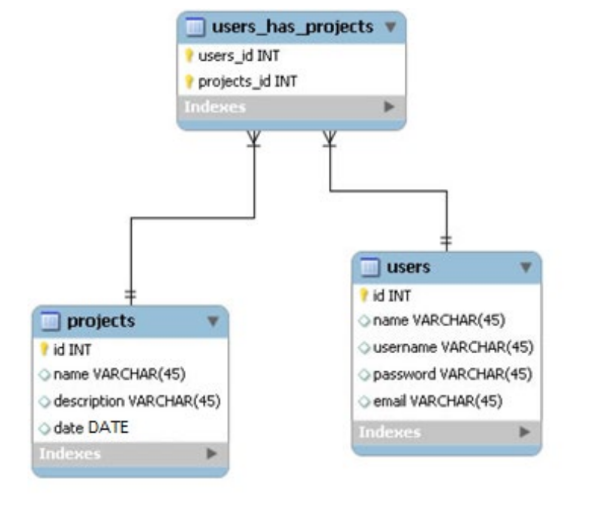 users_has_projects
users_id INT
projects_id INT
Indexes
projects
id INT
name VARCHAR(45)
description VARCHAR(45)
date DATE
Indexes
users
id INT
name VARCHAR(45)
username VARCHAR(45)
password VARCHAR(45)
email VARCHAR(45)
Indexes